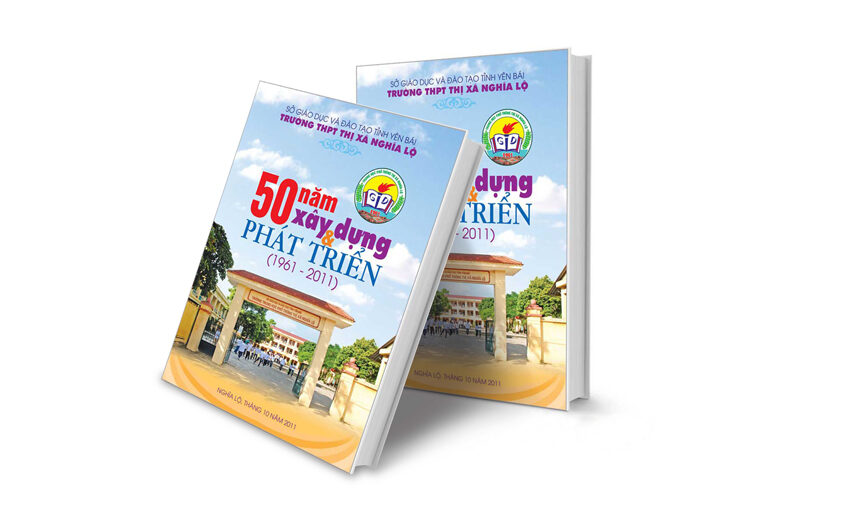 SỞ GIÁO DỤC VÀ ĐÀO TẠO TỈNH YÊN BÁI
TRƯỜNG THPT THỊ XÃ NGHĨA LỘ
50 năm
xây dựng
&
PHÁT TRIỂN
(1961 - 2011)
NGHĨA LỘ, THÁNG 10 NĂM 2011
SỞ GIÁO DỤC VÀ ĐÀO TẠO TỈNH YÊN BÁI
TRƯỜNG THPT THỊ XÃ NGHĨA LỘ
dựng
TRIỂN
2011)
NGHĨA LỘ, THÁNG 10 NĂM 2011